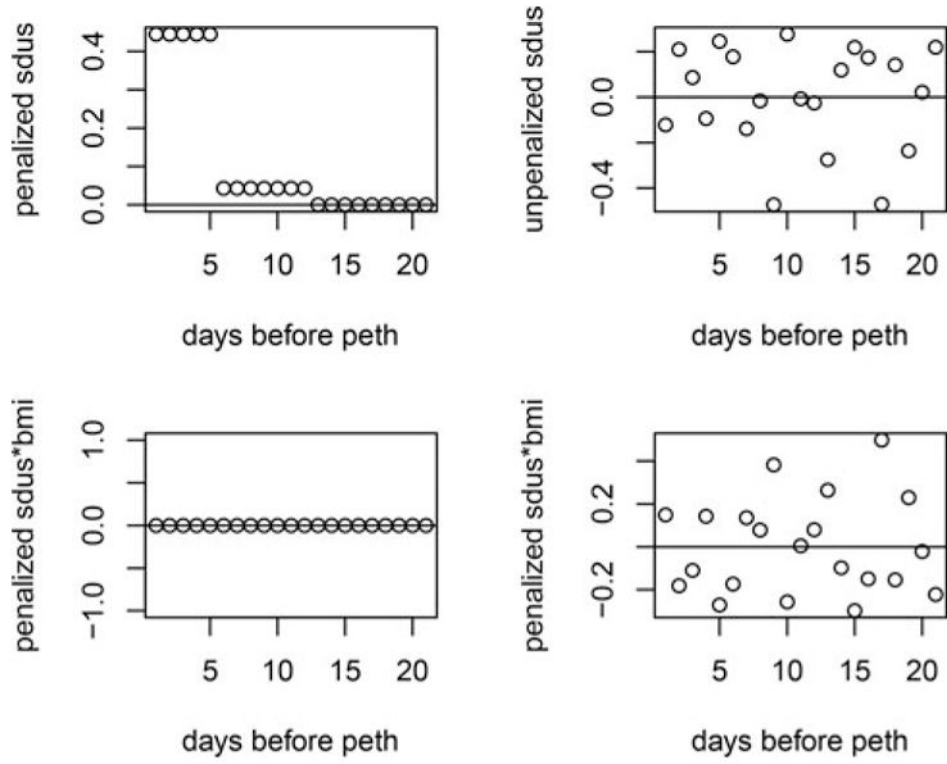 penalized sdus
0.4
0.2
0.0
5 10 15 20
days before peth
unpenalized sdus
0.0
−0.4
5 10 15 20
days before peth
penalized sdus*bmi
1.0
0.0
−1.0
5 10 15 20
days before peth
penalized sdus*bmi
0.2
−0.2
5 10 15 20
days before peth